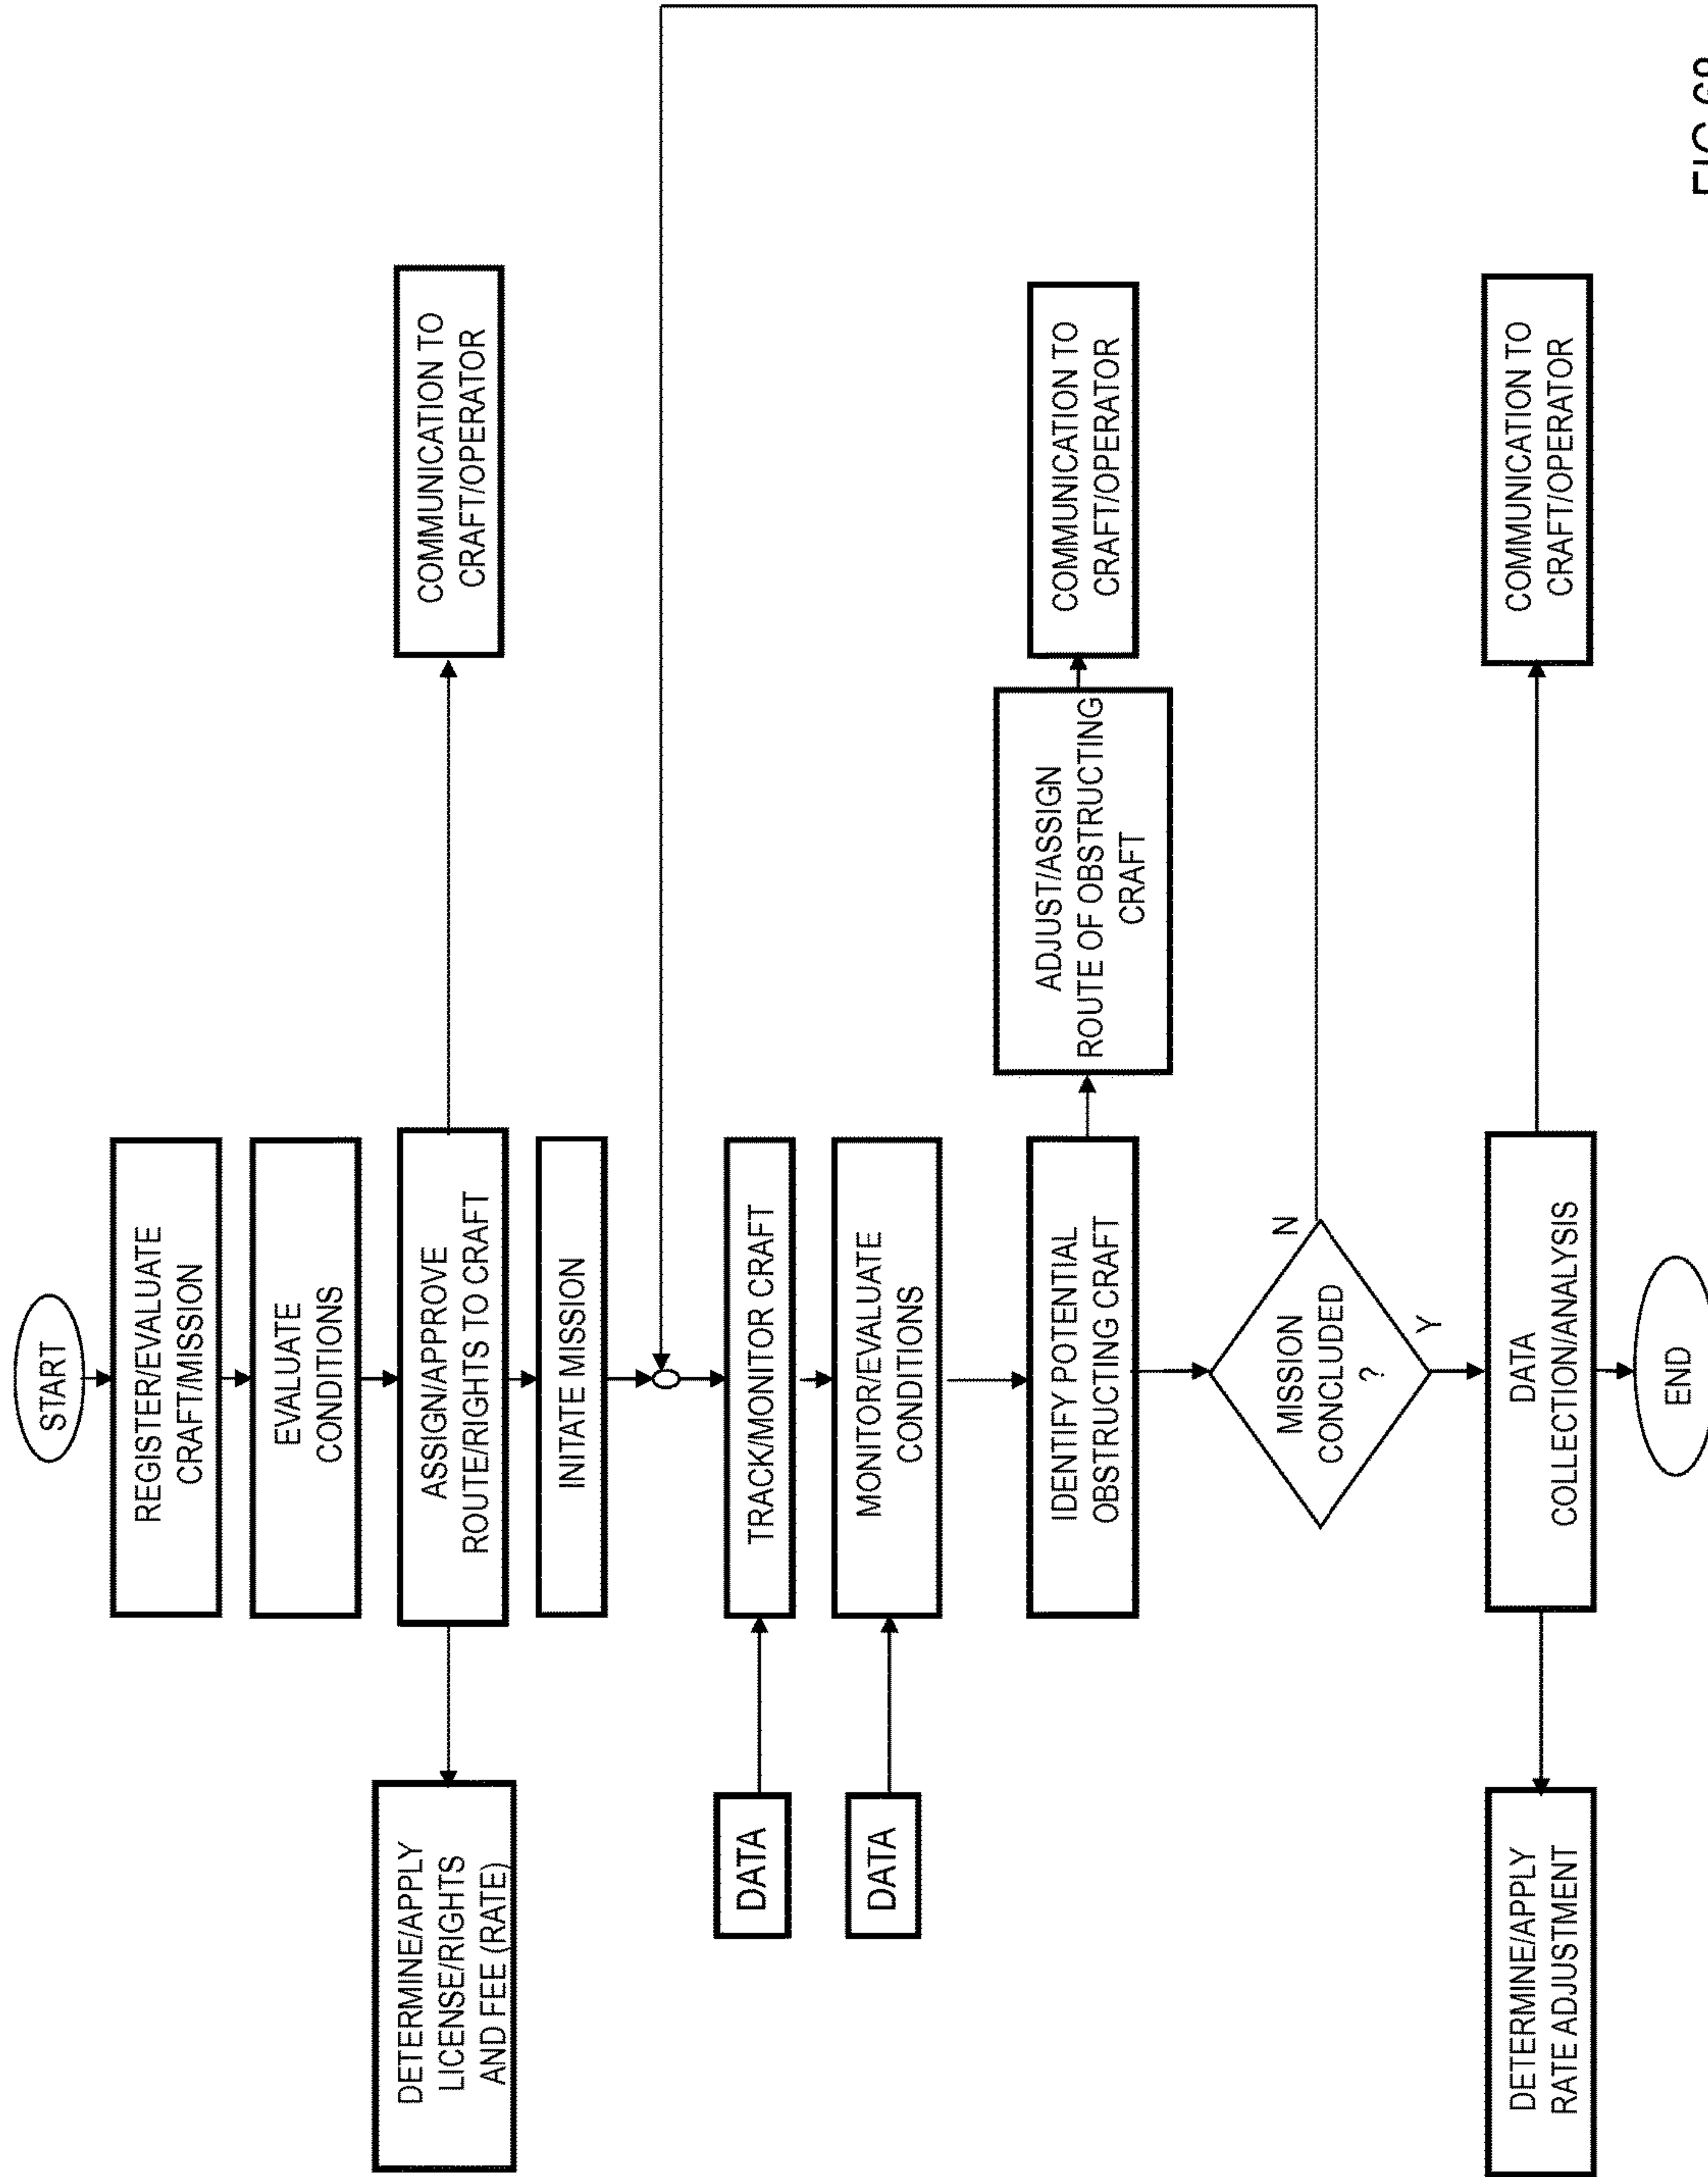 START
REGISTER/EVALUATE
CRAFT/MISSION
EVALUATE
CONDITIONS
DETERMINE/APPLY
LICENSE/RIGHTS
AND FEE (RATE)
ASSIGN/APPROVE
ROUTE/RIGHTS TO CRAFT
COMMUNICATION TO
CRAFT/OPERATOR
INITATE MISSION
DATA
TRACK/MONITOR CRAFT
DATA
MONITOR/EVALUATE
CONDITIONS
IDENTIFY POTENTIAL
OBSTRUCTING CRAFT
ADJUST/ASSIGN
ROUTE OF OBSTRUCTING
CRAFT
COMMUNICATION TO
CRAFT/OPERATOR
MISSION
CONCLUDED
?
N
Y
DETERMINE/APPLY
RATE ADJUSTMENT
DATA
COLLECTION/ANALYSIS
COMMUNICATION TO
CRAFT/OPERATOR
END
FIG